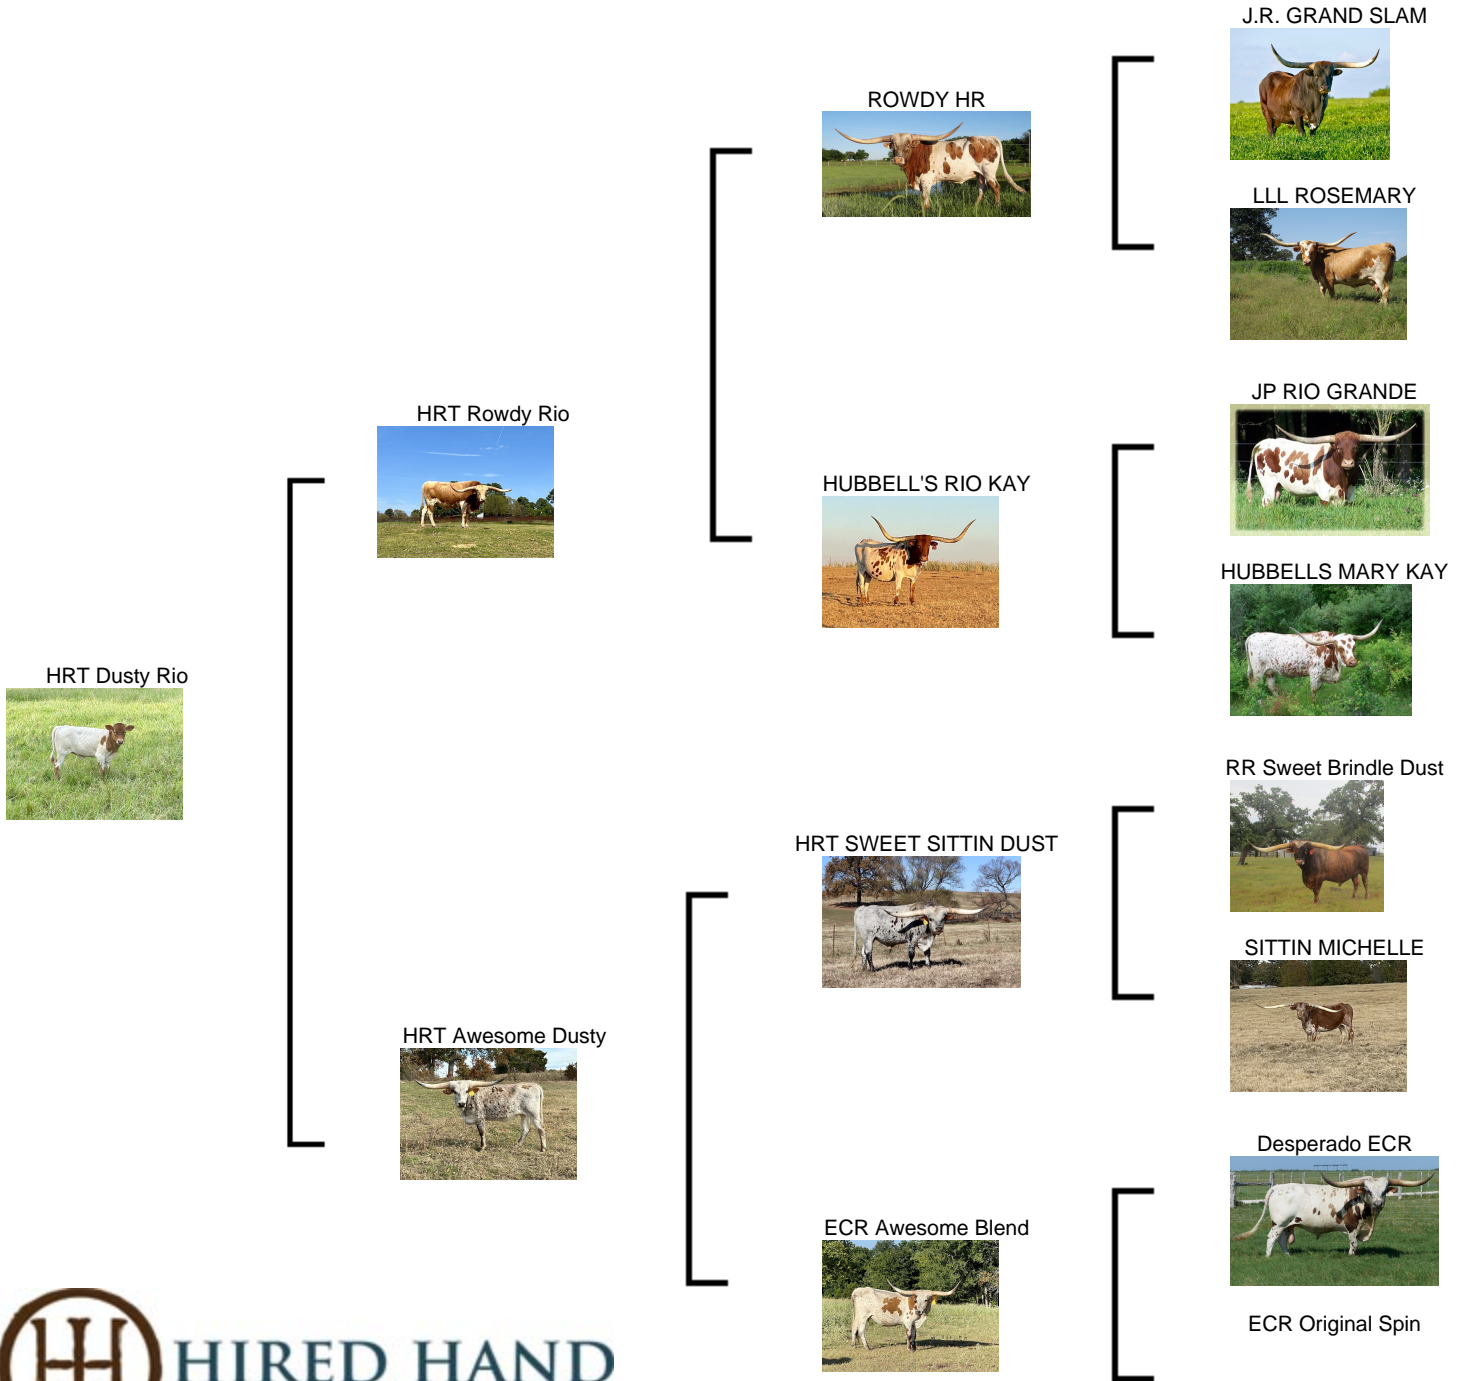 J.R. GRAND SLAM
ROWDY HR
LLL ROSEMARY
HRT Rowdy Rio
JP RIO GRANDE
HUBBELL'S RIO KAY
HUBBELLS MARY KAY
HRT Dusty Rio
RR Sweet Brindle Dust
HRT SWEET SITTIN DUST
SITTIN MICHELLE
HRT Awesome Dusty
Desperado ECR
ECR Awesome Blend
ECR Original Spin
HIRED HAND